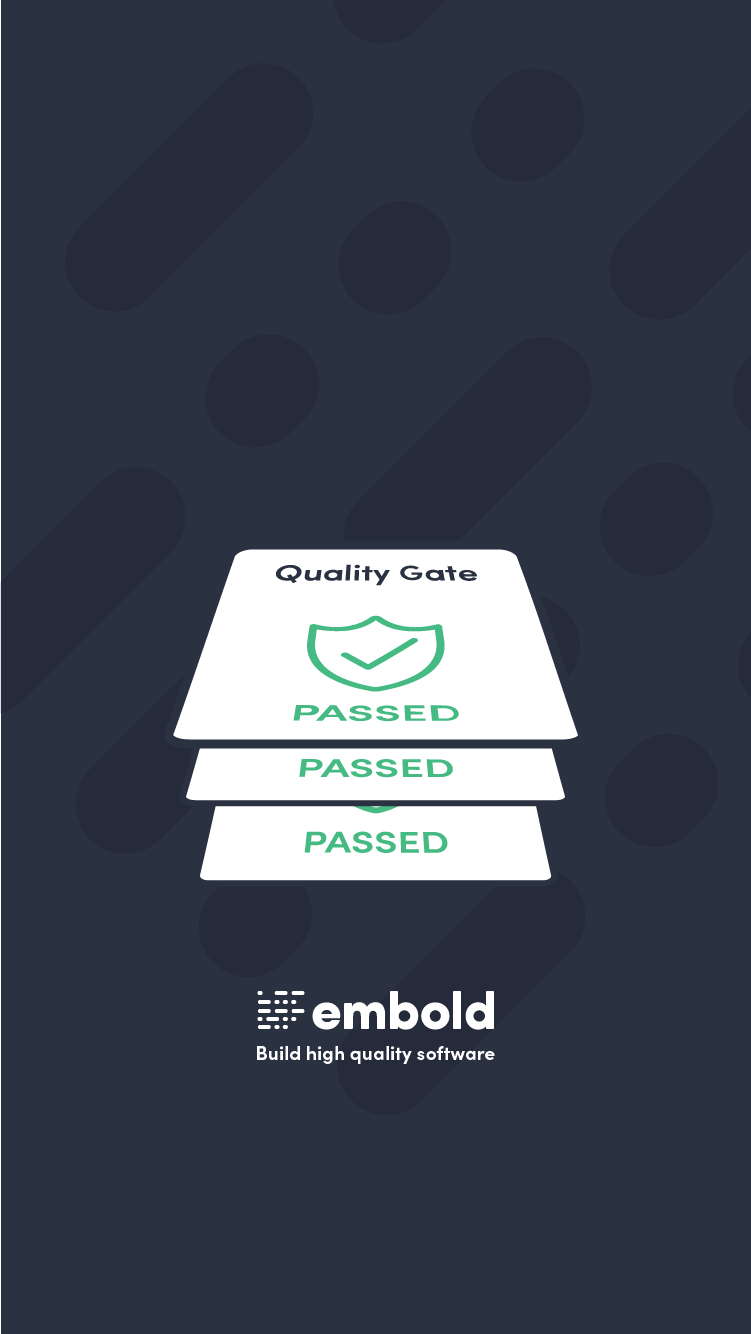 Quality Gate
PASSED
PASSED
PASSED
embold
Build high quality software